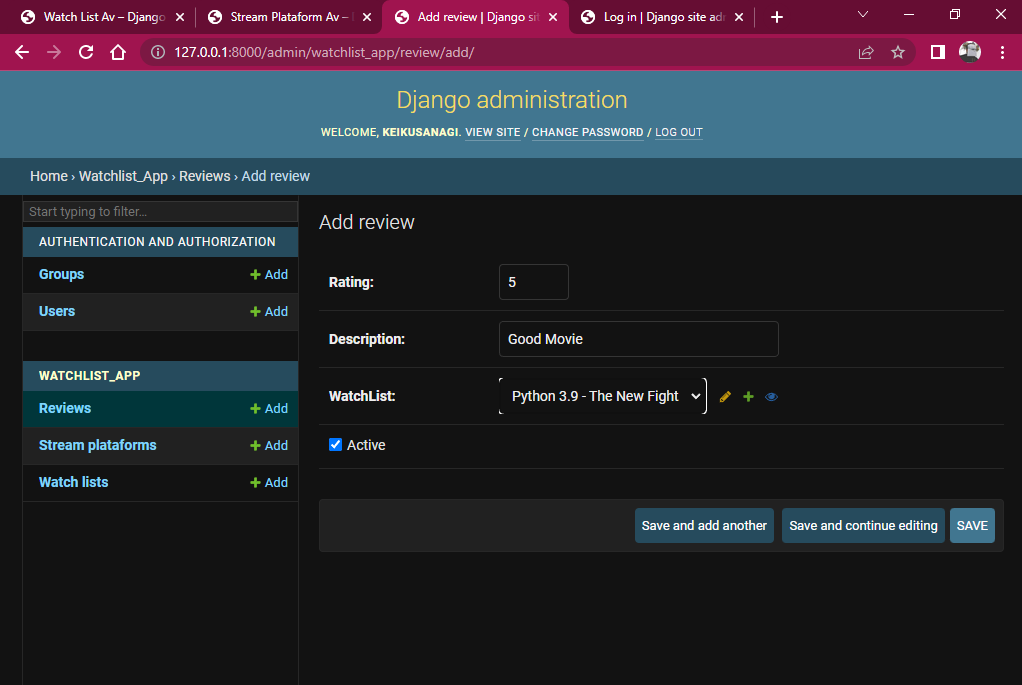 Watch List Av – Django
Stream Plataform Av –
Add review | Django sit
Log in | Django site adr
127.0.0.1:8000/admin/watchlist_app/review/add/
Django administration
WELCOME, KEIKUSANAGI. VIEW SITE / CHANGE PASSWORD / LOG OUT
Home › Watchlist_App › Reviews › Add review
Start typing to filter...
AUTHENTICATION AND AUTHORIZATION
Groups + Add
Users + Add
WATCHLIST_APP
Reviews + Add
Stream plataforms + Add
Watch lists + Add
Add review
Rating: 5
Description: Good Movie
WatchList: Python 3.9 - The New Fight
Active
Save and add another Save and continue editing SAVE